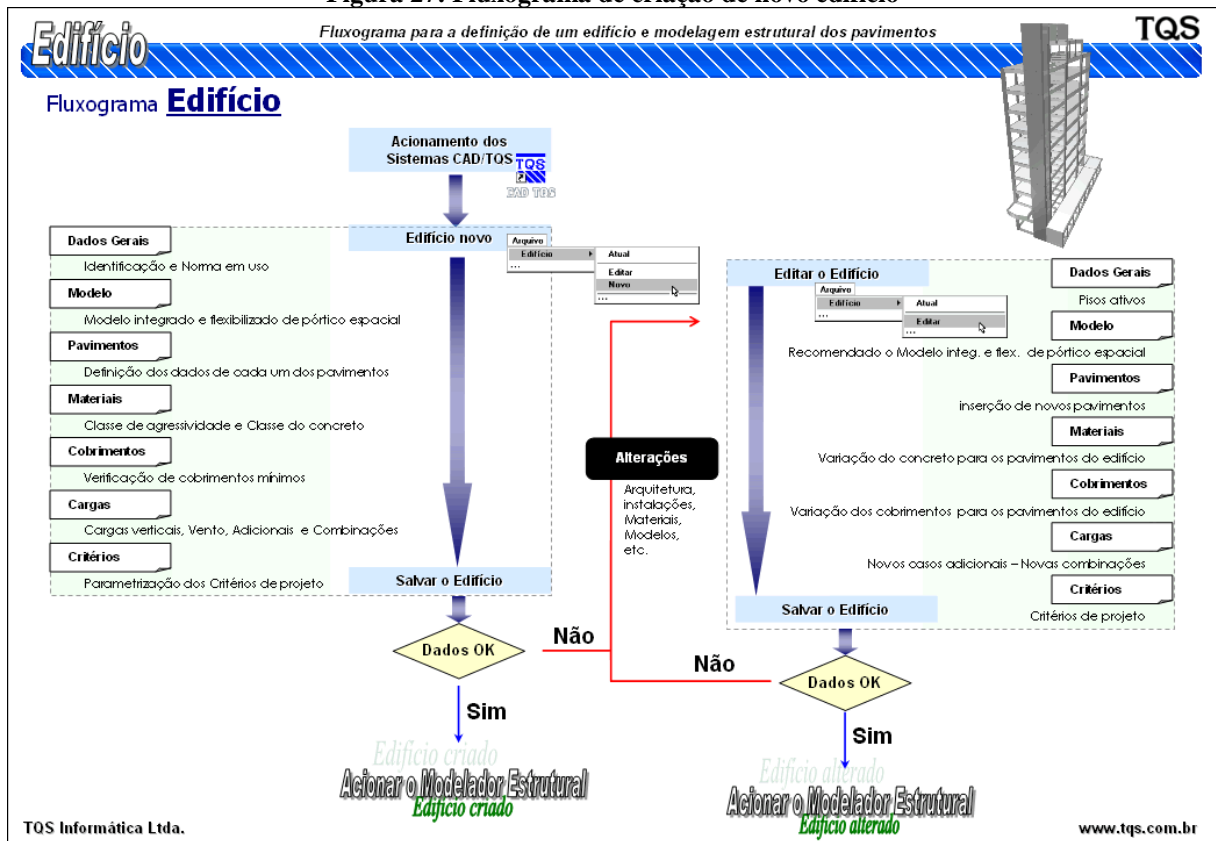 Figura 27. Fluxograma de criação de novo edifício
Edifício
Fluxograma para a definição de um edifício e modelagem estrutural dos pavimentos
TQS
Fluxograma Edifício
Acionamento dos
Sistemas CAD/TQS
TQS
CAD TQS
Edifício novo
Arquivo
Edifício
...
Atual
Editar
Novo
...
Dados Gerais
Identificação e Norma em uso
Modelo
Modelo integrado e flexibilizado de pórtico espacial
Pavimentos
Definição dos dados de cada um dos pavimentos
Materiais
Classe de agressividade e Classe do concreto
Cobrimentos
Verificação de cobrimentos mínimos
Cargas
Cargas verticais, Vento, Adicionais e Combinações
Critérios
Parametrização dos Critérios de projeto
Salvar o Edifício
Dados OK
Não
Sim
Edifício criado
Acionar o Modelador Estrutural
Edifício criado
Alterações
Arquitetura,
instalações,
Materiais,
Modelos,
etc.
Editar o Edifício
Arquivo
Edifício
...
Atual
Editar
Dados Gerais
Pisos ativos
Modelo
Recomendado o Modelo integ. e flex. de pórtico espacial
Pavimentos
inserção de novos pavimentos
Materiais
Variação do concreto para os pavimentos do edifício
Cobrimentos
Variação dos cobrimentos para os pavimentos do edifício
Cargas
Novos casos adicionais – Novas combinações
Critérios
Critérios de projeto
Salvar o Edifício
Dados OK
Não
Sim
Edifício alterado
Acionar o Modelador Estrutural
Edifício alterado
TQS Informática Ltda.
www.tqs.com.br